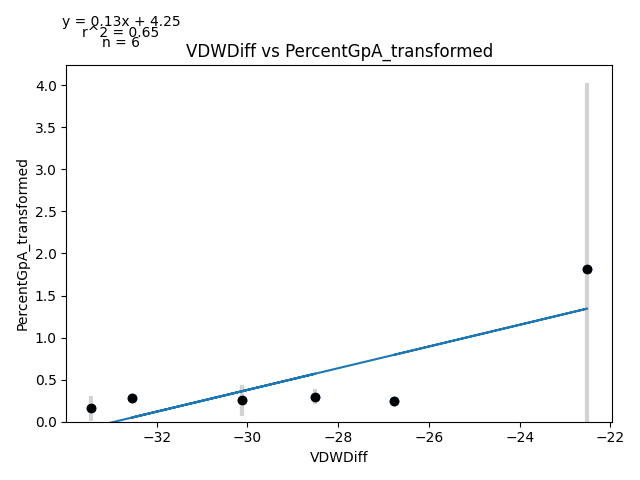 y = 0.13x + 4.25
r^2 = 0.65
n = 6
VDWDiff vs PercentGpA_transformed
PercentGpA_transformed
4.0
3.5
3.0
2.5
2.0
1.5
1.0
0.5
0.0
−32
−30
−28
−26
−24
−22
VDWDiff